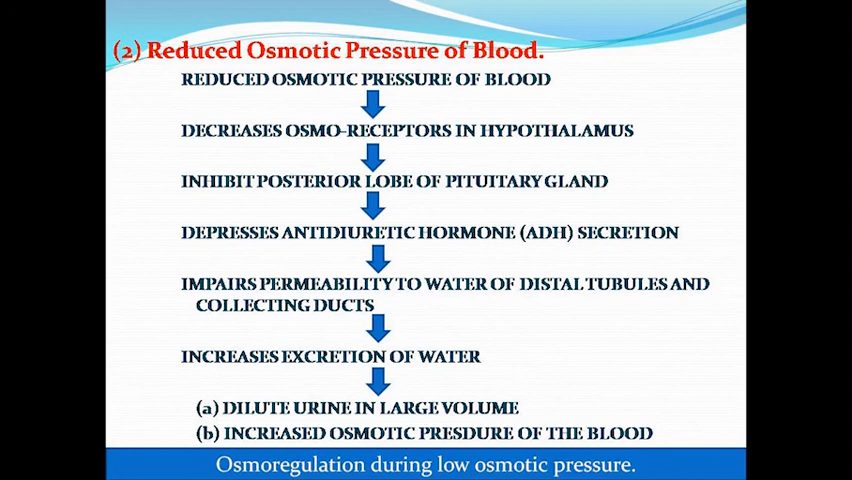 (2) Reduced Osmotic Pressure of Blood.
REDUCED OSMOTIC PRESSURE OF BLOOD
DECREASES OSMO-RECEPTORS IN HYPOTHALAMUS
INHIBIT POSTERIOR LOBE OF PITUITARY GLAND
DEPRESSES ANTIDIURETIC HORMONE (ADH) SECRETION
IMPAIRS PERMEABILITY TO WATER OF DISTAL TUBULES AND
COLLECTING DUCTS
INCREASES EXCRETION OF WATER
(a) DILUTE URINE IN LARGE VOLUME
(b) INCREASED OSMOTIC PRESDURE OF THE BLOOD
Osmoregulation during low osmotic pressure.